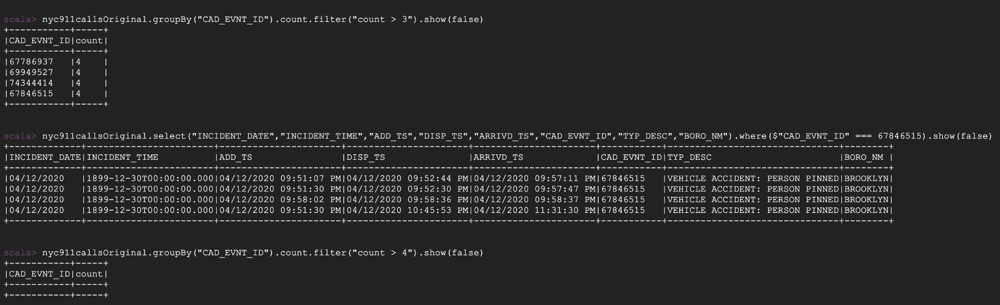 scala> nyc911callsOriginal.groupBy("CAD_EVNT_ID").count.filter("count > 3").show(false)
+-----------+-----+
|CAD_EVNT_ID|count|
+-----------+-----+
|67786937   |4    |
|69949527   |4    |
|74344414   |4    |
|67846515   |4    |
+-----------+-----+
scala> nyc911callsOriginal.select("INCIDENT_DATE","INCIDENT_TIME","ADD_TS","DISP_TS","ARRIVD_TS","CAD_EVNT_ID","TYP_DESC","BORO_NM").where($"CAD_EVNT_ID" === 67846515).show(false)
+-------------+-----------------------+----------------------+----------------------+----------------------+-----------+-------------------------------+--------+
|INCIDENT_DATE|INCIDENT_TIME          |ADD_TS                |DISP_TS               |ARRIVD_TS             |CAD_EVNT_ID|TYP_DESC                       |BORO_NM |
+-------------+-----------------------+----------------------+----------------------+----------------------+-----------+-------------------------------+--------+
|04/12/2020   |1899-12-30T00:00:00.000|04/12/2020 09:51:07 PM|04/12/2020 09:52:44 PM|04/12/2020 09:57:11 PM|67846515   |VEHICLE ACCIDENT: PERSON PINNED|BROOKLYN|
|04/12/2020   |1899-12-30T00:00:00.000|04/12/2020 09:51:30 PM|04/12/2020 09:52:30 PM|04/12/2020 09:57:47 PM|67846515   |VEHICLE ACCIDENT: PERSON PINNED|BROOKLYN|
|04/12/2020   |1899-12-30T00:00:00.000|04/12/2020 09:58:02 PM|04/12/2020 09:58:36 PM|04/12/2020 09:58:37 PM|67846515   |VEHICLE ACCIDENT: PERSON PINNED|BROOKLYN|
|04/12/2020   |1899-12-30T00:00:00.000|04/12/2020 09:51:30 PM|04/12/2020 10:45:53 PM|04/12/2020 11:31:30 PM|67846515   |VEHICLE ACCIDENT: PERSON PINNED|BROOKLYN|
+-------------+-----------------------+----------------------+----------------------+----------------------+-----------+-------------------------------+--------+
scala> nyc911callsOriginal.groupBy("CAD_EVNT_ID").count.filter("count > 4").show(false)
+-----------+-----+
|CAD_EVNT_ID|count|
+-----------+-----+
+-----------+-----+